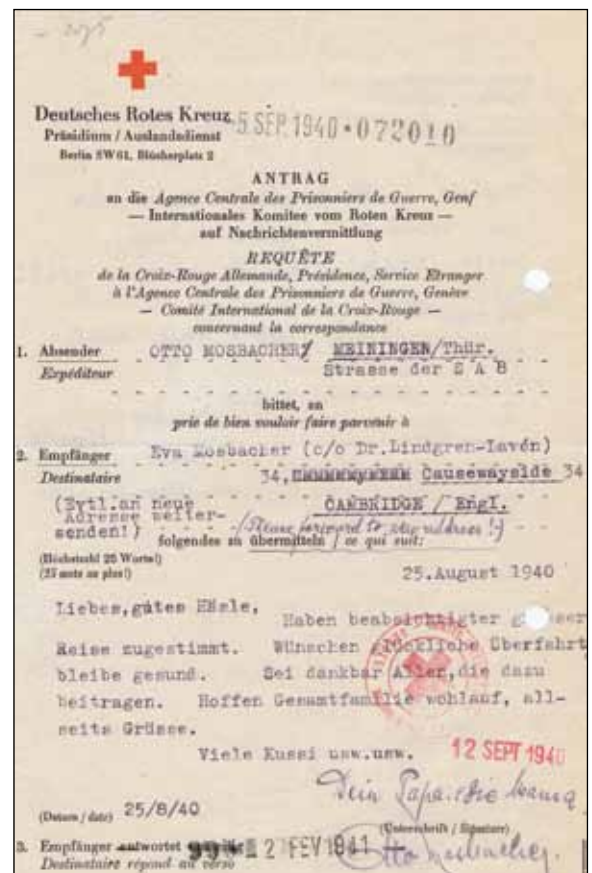 Deutsches Rotes Kreuz
5 SEP. 1940 * 072010
Präsidium / Auslandsdienst
Berlin SW 61, Blücherplatz 2
ANTRAG
an die Agence Centrale des Prisonniers de Guerre, Genf
— Internationales Komitee vom Roten Kreuz —
auf Nachrichtenvermittlung
REQUÊTE
de la Croix-Rouge Allemande, Présidence, Service Etranger
à l'Agence Centrale des Prisonniers de Guerre, Genève
— Comité International de la Croix-Rouge —
concernant la correspondance
1. Absender OTTO MOSBACHER/ MEININGEN/Thür.
Expéditeur Strasse der S A 8
bittet, an
prie de bien vouloir faire parvenir à
2. Empfänger Eva Mosbacher (c/o Dr.Lindgren-Lavén)
Destinataire 34, Causewayside 34
(Evtl.an neue CAMBRIDGE / Engl.
Adresse weiter-
senden!) (Please forward to new address!)
folgendes zu übermitteln / ce qui suit:
(Höchstzahl 25 Worte!)
(25 mots au plus!)
25.August 1940
Liebes,gutes Häsle,
Haben beabsichtigter
Reise zugestimmt. Wünschen glückliche Überfahrt
bleibe gesund. Sei dankbar Allen,die dazu
beitragen. Hoffen Gesamtfamilie wohlauf, all-
seits Grüsse.
Viele Kussi usw.usw. 12 SEPT 1940
Dein Papa. die Mama
(Datum / date) 25/8/40
(Unterschrift / Signature)
3. Empfänger antwortet 2 FEV 1941 Otto Mosbacher.
Destinataire répond au verso